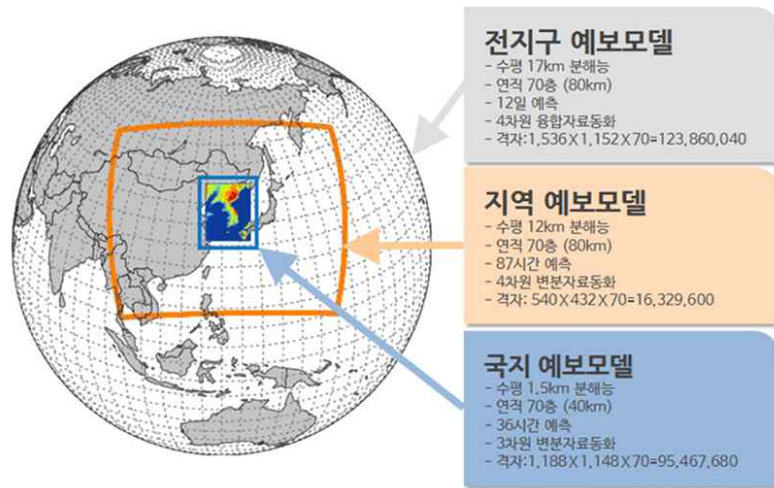 전지구 예보모델
- 수평 17km 분해능
- 연직 70층 (80km)
- 12일 예측
- 4차원 융합자료동화
- 격자:1,536X1,152X70=123,860,040
지역 예보모델
- 수평 12km 분해능
- 연직 70층 (80km)
- 87시간 예측
- 4차원 변분자료동화
- 격자: 540X432X70=16,329,600
국지 예보모델
- 수평 1.5km 분해능
- 연직 70층 (40km)
- 36시간 예측
- 3차원 변분자료동화
- 격자:1,188X1,148X70=95,467,680